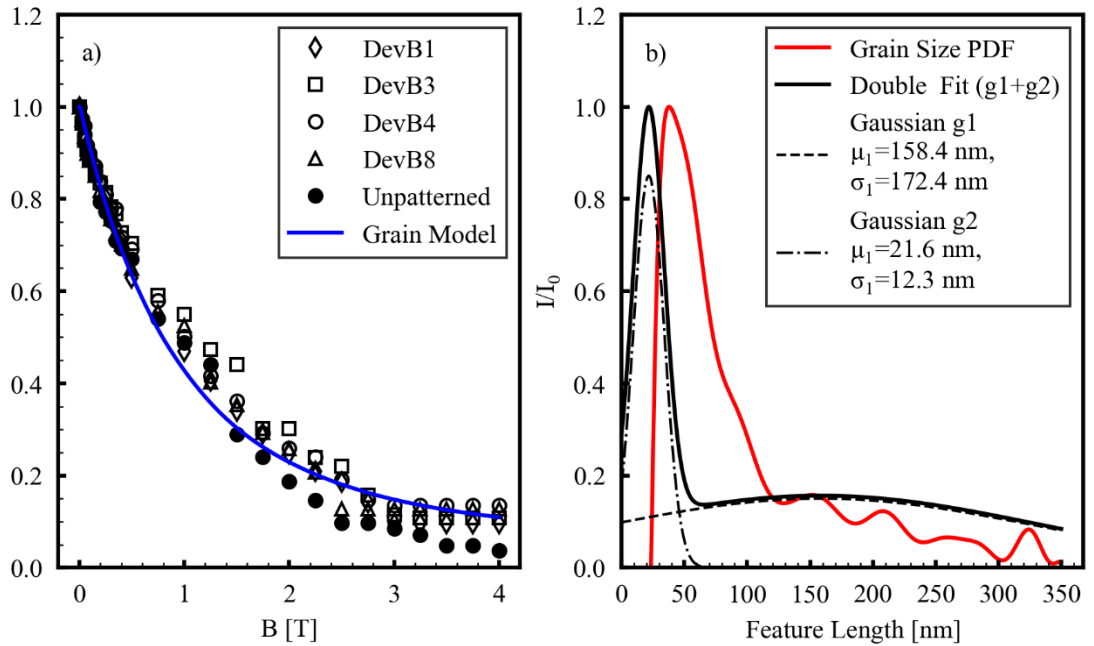 a)
DevB1
DevB3
DevB4
DevB8
Unpatterned
Grain Model
1.2
1.0
0.8
0.6
0.4
0.2
0.0
0
1
2
3
4
B [T]
b)
Grain Size PDF
Double Fit (g1+g2)
Gaussian g1
μ₁=158.4 nm,
σ₁=172.4 nm
Gaussian g2
μ₁=21.6 nm,
σ₁=12.3 nm
I/I₀
1.2
1.0
0.8
0.6
0.4
0.2
0.0
0
50
100
150
200
250
300
350
Feature Length [nm]